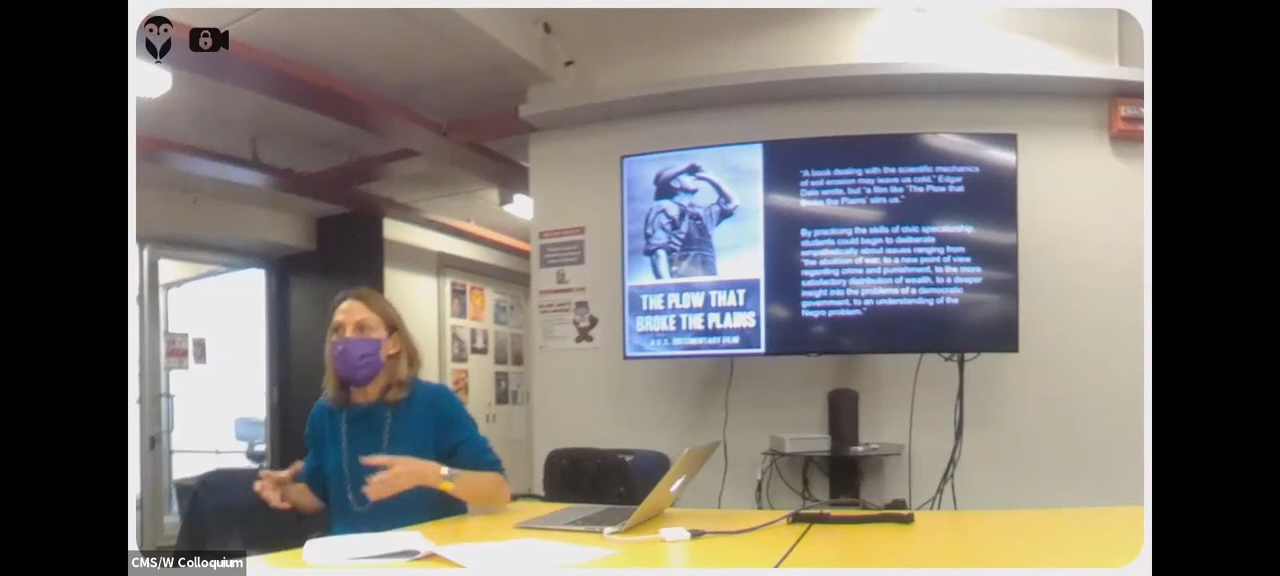 "A book dealing with the scientific mechanics
of soil erosion may leave us cold," Edgar
Dale wrote, but "a film like 'The Plow that
Broke the Plains' stirs us."
By practicing the skills of civic spectatorship,
students could begin to deliberate
empathetically about issues ranging from
"the abolition of war, to a new point of view
regarding crime and punishment, to the more
satisfactory distribution of wealth, to a deeper
insight into the problems of a democratic
government, to an understanding of the
Negro problem."
THE PLOW THAT
BROKE THE PLAINS
A U.S. DOCUMENTARY FILM
CMS/W Colloquium